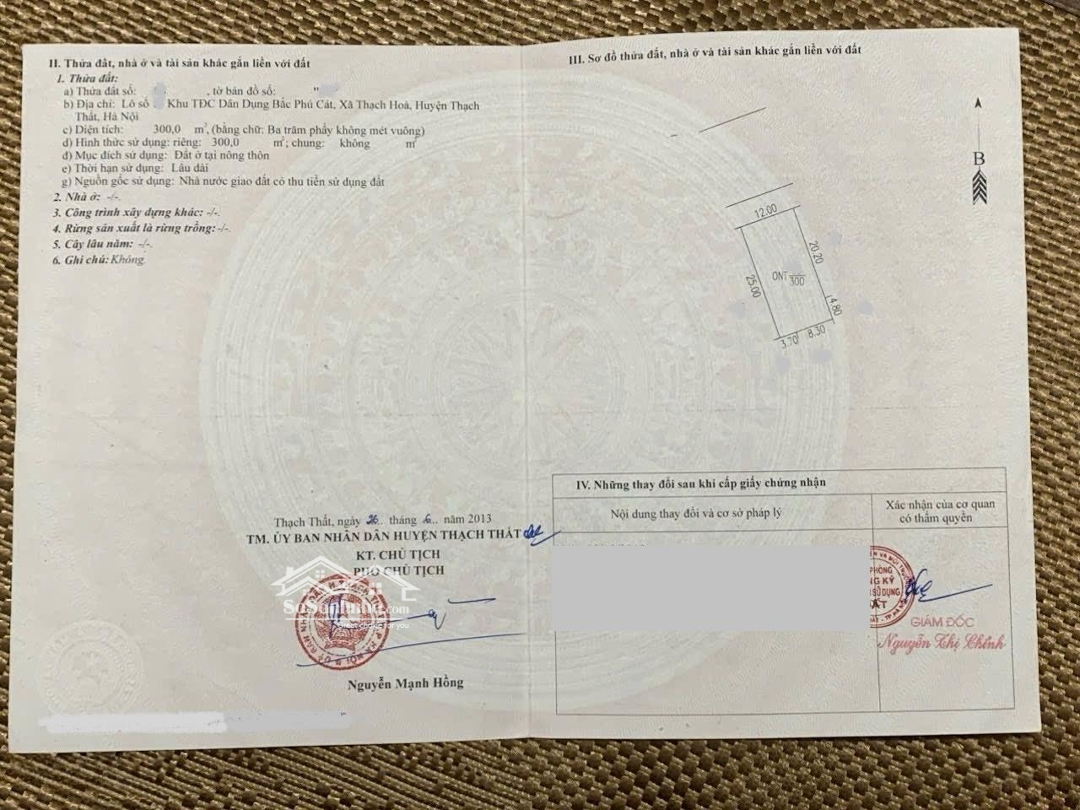 II. Thửa đất, nhà ở và tài sản khác gắn liền với đất
1. Thửa đất:
a) Thửa đất số: , tờ bản đồ số:
b) Địa chỉ: Lô số Khu TĐC Dân Dụng Bắc Phú Cát, Xã Thạch Hoà, Huyện Thạch
Thất, Hà Nội
c) Diện tích: 300,0 m², (bằng chữ: Ba trăm phẩy không mét vuông)
d) Hình thức sử dụng: riêng: 300,0 m²; chung: không m²
đ) Mục đích sử dụng: Đất ở tại nông thôn
e) Thời hạn sử dụng: Lâu dài
g) Nguồn gốc sử dụng: Nhà nước giao đất có thu tiền sử dụng đất
2. Nhà ở: -/-.
3. Công trình xây dựng khác: -/-.
4. Rừng sản xuất là rừng trồng: -/-.
5. Cây lâu năm: -/-.
6. Ghi chú: Không.
Thạch Thất, ngày 26 tháng 6 năm 2013
TM. ỦY BAN NHÂN DÂN HUYỆN THẠCH THẤT
KT. CHỦ TỊCH
PHÓ CHỦ TỊCH
Nguyễn Mạnh Hồng
III. Sơ đồ thửa đất, nhà ở và tài sản khác gắn liền với đất
B
12.00
20.20
25.00
ONT 300
4.80
3.70 8.30
IV. Những thay đổi sau khi cấp giấy chứng nhận
Nội dung thay đổi và cơ sở pháp lý
Xác nhận của cơ quan
có thẩm quyền
PHÒNG
NG KÝ
SỬ DỤNG
ĐẤT
GIÁM ĐỐC
Nguyễn Thị Chinh